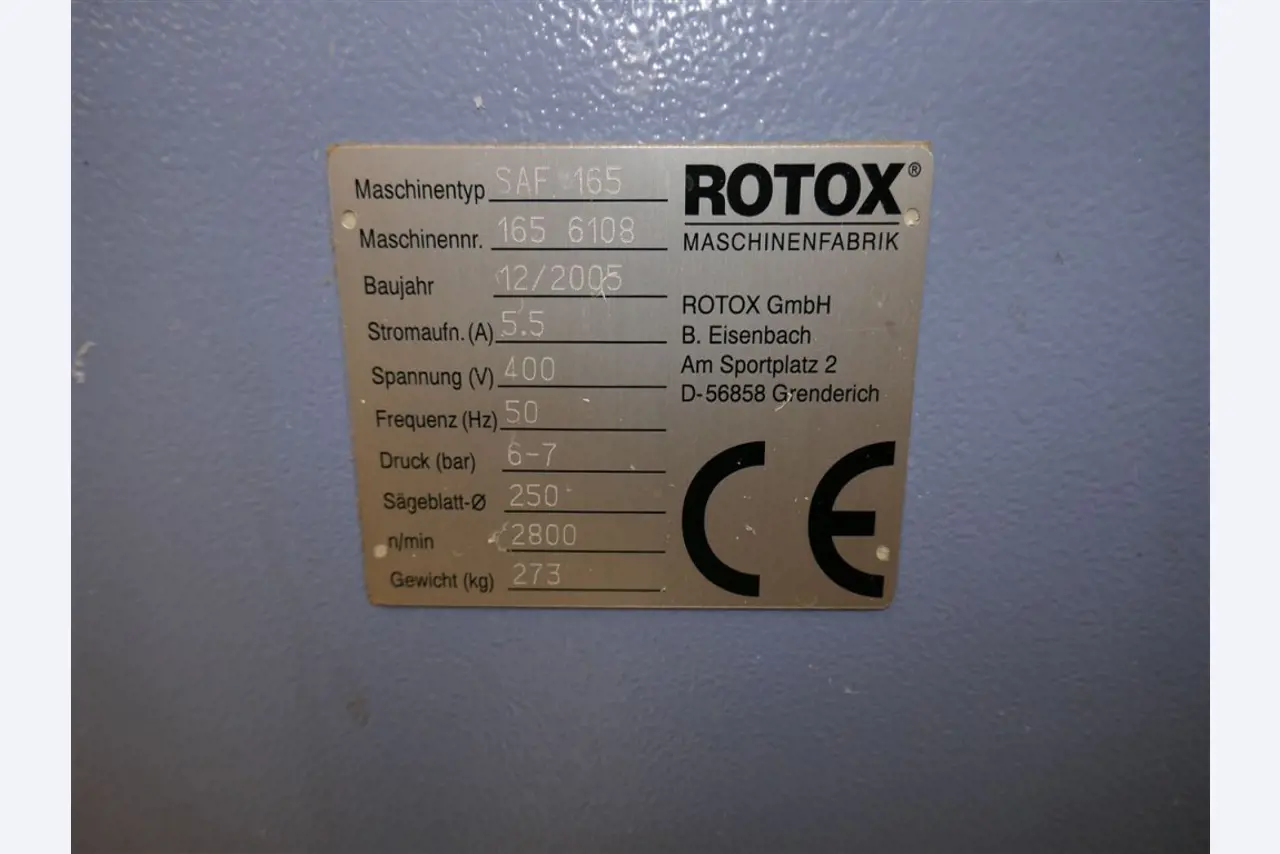 Maschinentyp SAF 165
Maschinennr. 165 6108
Baujahr 12/2005
Stromaufn. (A) 5.5
Spannung (V) 400
Frequenz (Hz) 50
Druck (bar) 6-7
Sägeblatt-Ø 250
n/min 2800
Gewicht (kg) 273
ROTOX®
MASCHINENFABRIK
ROTOX GmbH
B. Eisenbach
Am Sportplatz 2
D-56858 Grenderich
CE